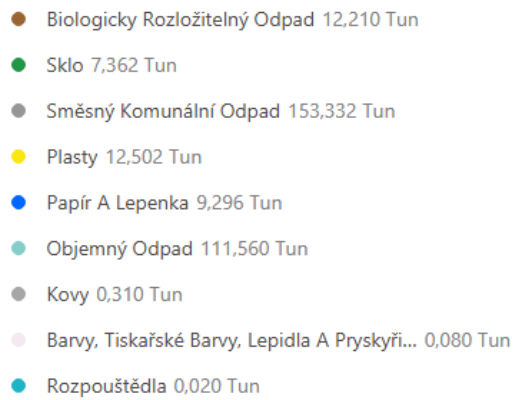 Biologicky Rozložitelný Odpad 12,210 Tun
Sklo 7,362 Tun
Směsný Komunální Odpad 153,332 Tun
Plasty 12,502 Tun
Papír A Lepenka 9,296 Tun
Objemný Odpad 111,560 Tun
Kovy 0,310 Tun
Barvy, Tiskařské Barvy, Lepidla A Pryskyři... 0,080 Tun
Rozpouštědla 0,020 Tun